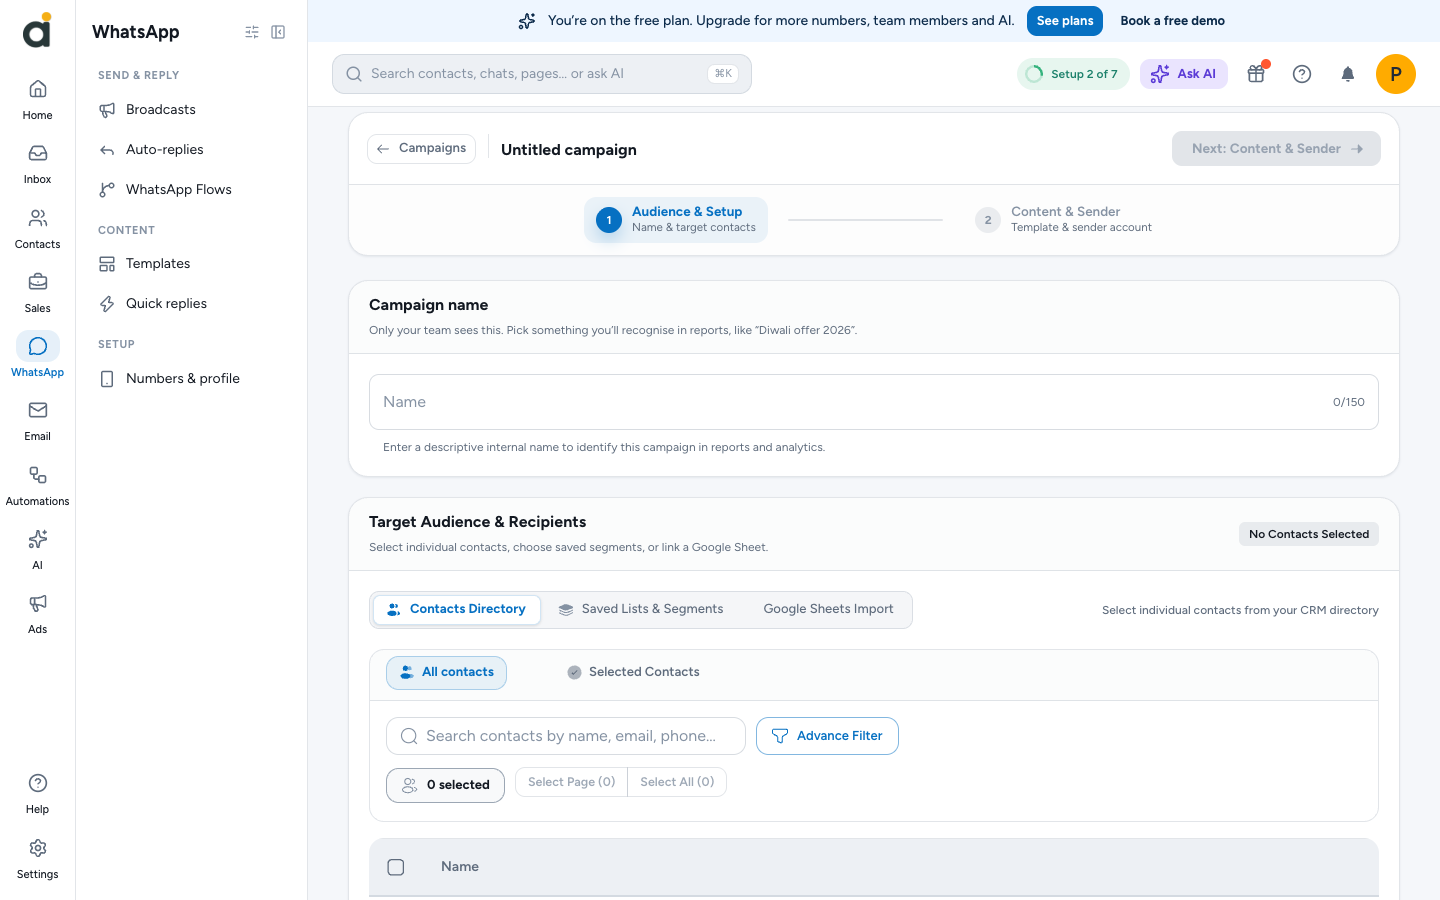 You're on the free plan. Upgrade for more numbers, team members and AI.
See plans
Book a free demo
WhatsApp
Search contacts, chats, pages... or ask AI
⌘K
Setup 2 of 7
Ask AI
P
Home
Inbox
Contacts
Sales
WhatsApp
Email
Automations
AI
Ads
Help
Settings
SEND & REPLY
Broadcasts
Auto-replies
WhatsApp Flows
CONTENT
Templates
Quick replies
SETUP
Numbers & profile
Campaigns
Untitled campaign
Next: Content & Sender
1
Audience & Setup
Name & target contacts
2
Content & Sender
Template & sender account
Campaign name
Only your team sees this. Pick something you'll recognise in reports, like “Diwali offer 2026”.
Name
0/150
Enter a descriptive internal name to identify this campaign in reports and analytics.
Target Audience & Recipients
Select individual contacts, choose saved segments, or link a Google Sheet.
No Contacts Selected
Contacts Directory
Saved Lists & Segments
Google Sheets Import
Select individual contacts from your CRM directory
All contacts
Selected Contacts
Search contacts by name, email, phone...
Advance Filter
0 selected
Select Page (0)
Select All (0)
Name